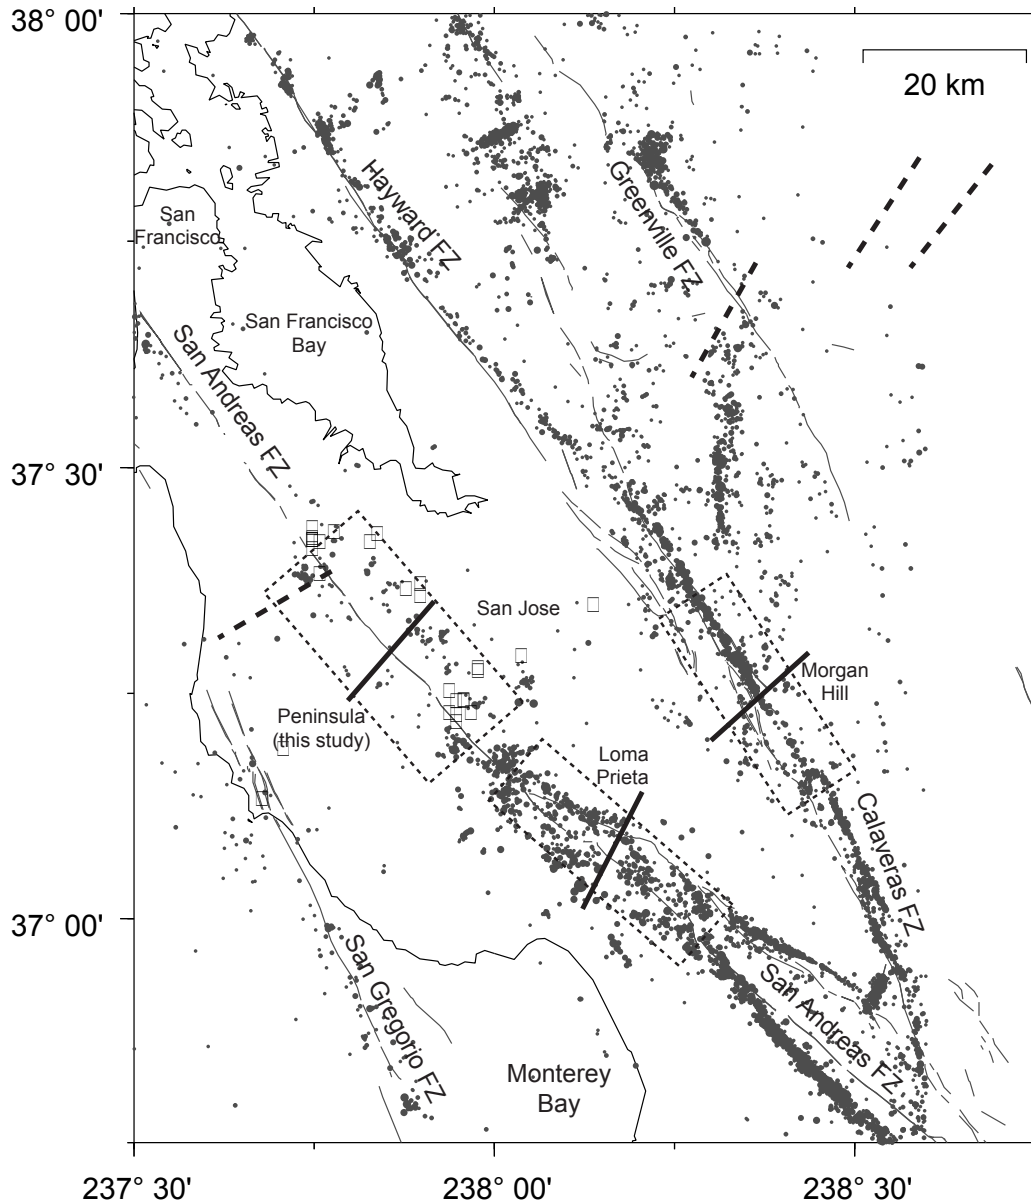 38° 00'
20 km
Hayward FZ
Greenville FZ
San
Francisco
San Francisco
Bay
San Andreas FZ
37° 30'
San Jose
Morgan
Hill
Peninsula
(this study)
Loma
Prieta
Calaveras FZ
37° 00'
San Gregorio FZ
San Andreas FZ
Monterey
Bay
237° 30'
238° 00'
238° 30'